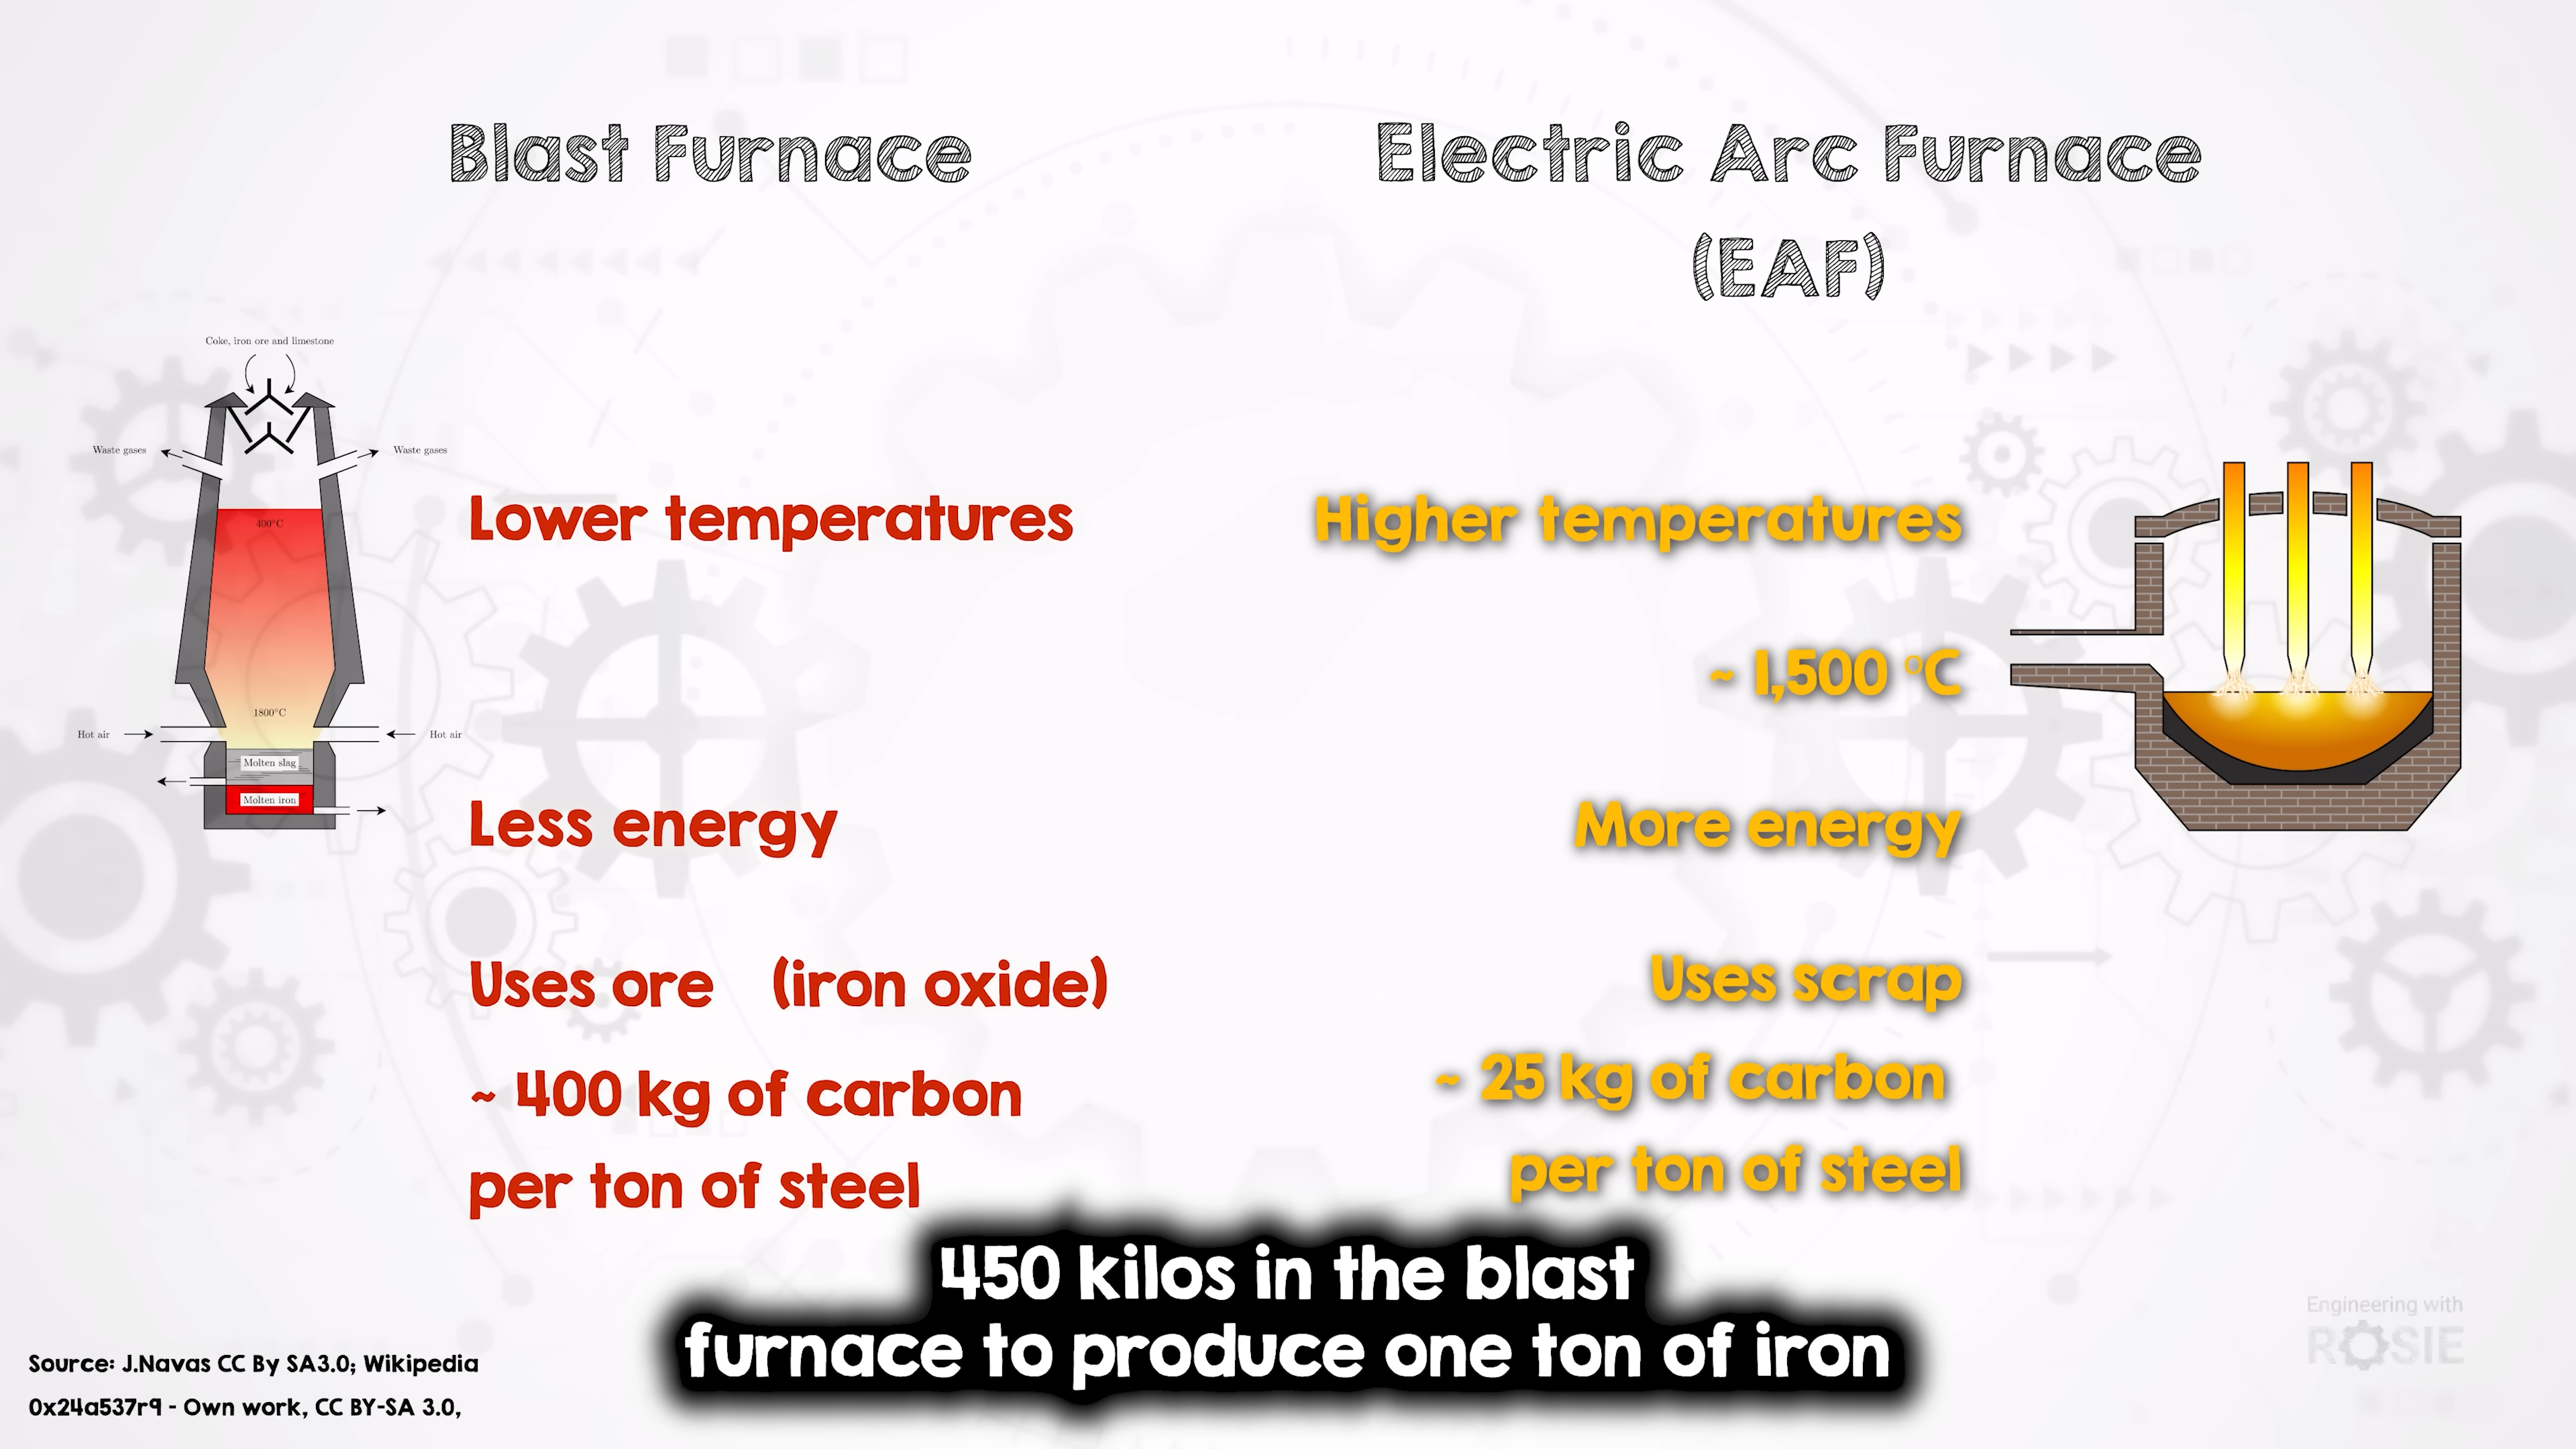 Blast Furnace
Electric Arc Furnace
(EAF)
Coke, iron ore and limestone
Waste gases
Waste gases
400°C
1800°C
Hot air
Hot air
Molten slag
Molten iron
Lower temperatures
Less energy
Uses ore (iron oxide)
~ 400 kg of carbon
per ton of steel
Higher temperatures
~ 1,500 °C
More energy
Uses scrap
~ 25 kg of carbon
per ton of steel
450 kilos in the blast
furnace to produce one ton of iron
Source: J.Navas CC By SA3.0; Wikipedia
0x24a537r9 - Own work, CC BY-SA 3.0,
Engineering with
ROSIE